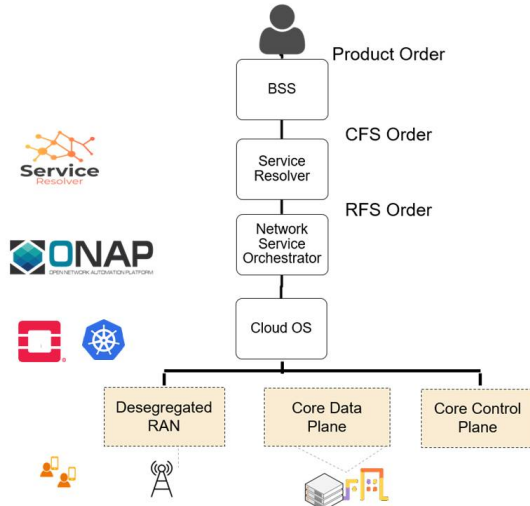 Product Order
BSS
CFS Order
Service
Resolver
Service
Resolver
RFS Order
Network
Service
Orchestrator
ONAP
OPEN NETWORK AUTOMATION PLATFORM
Cloud OS
Desegregated
RAN
Core Data
Plane
Core Control
Plane